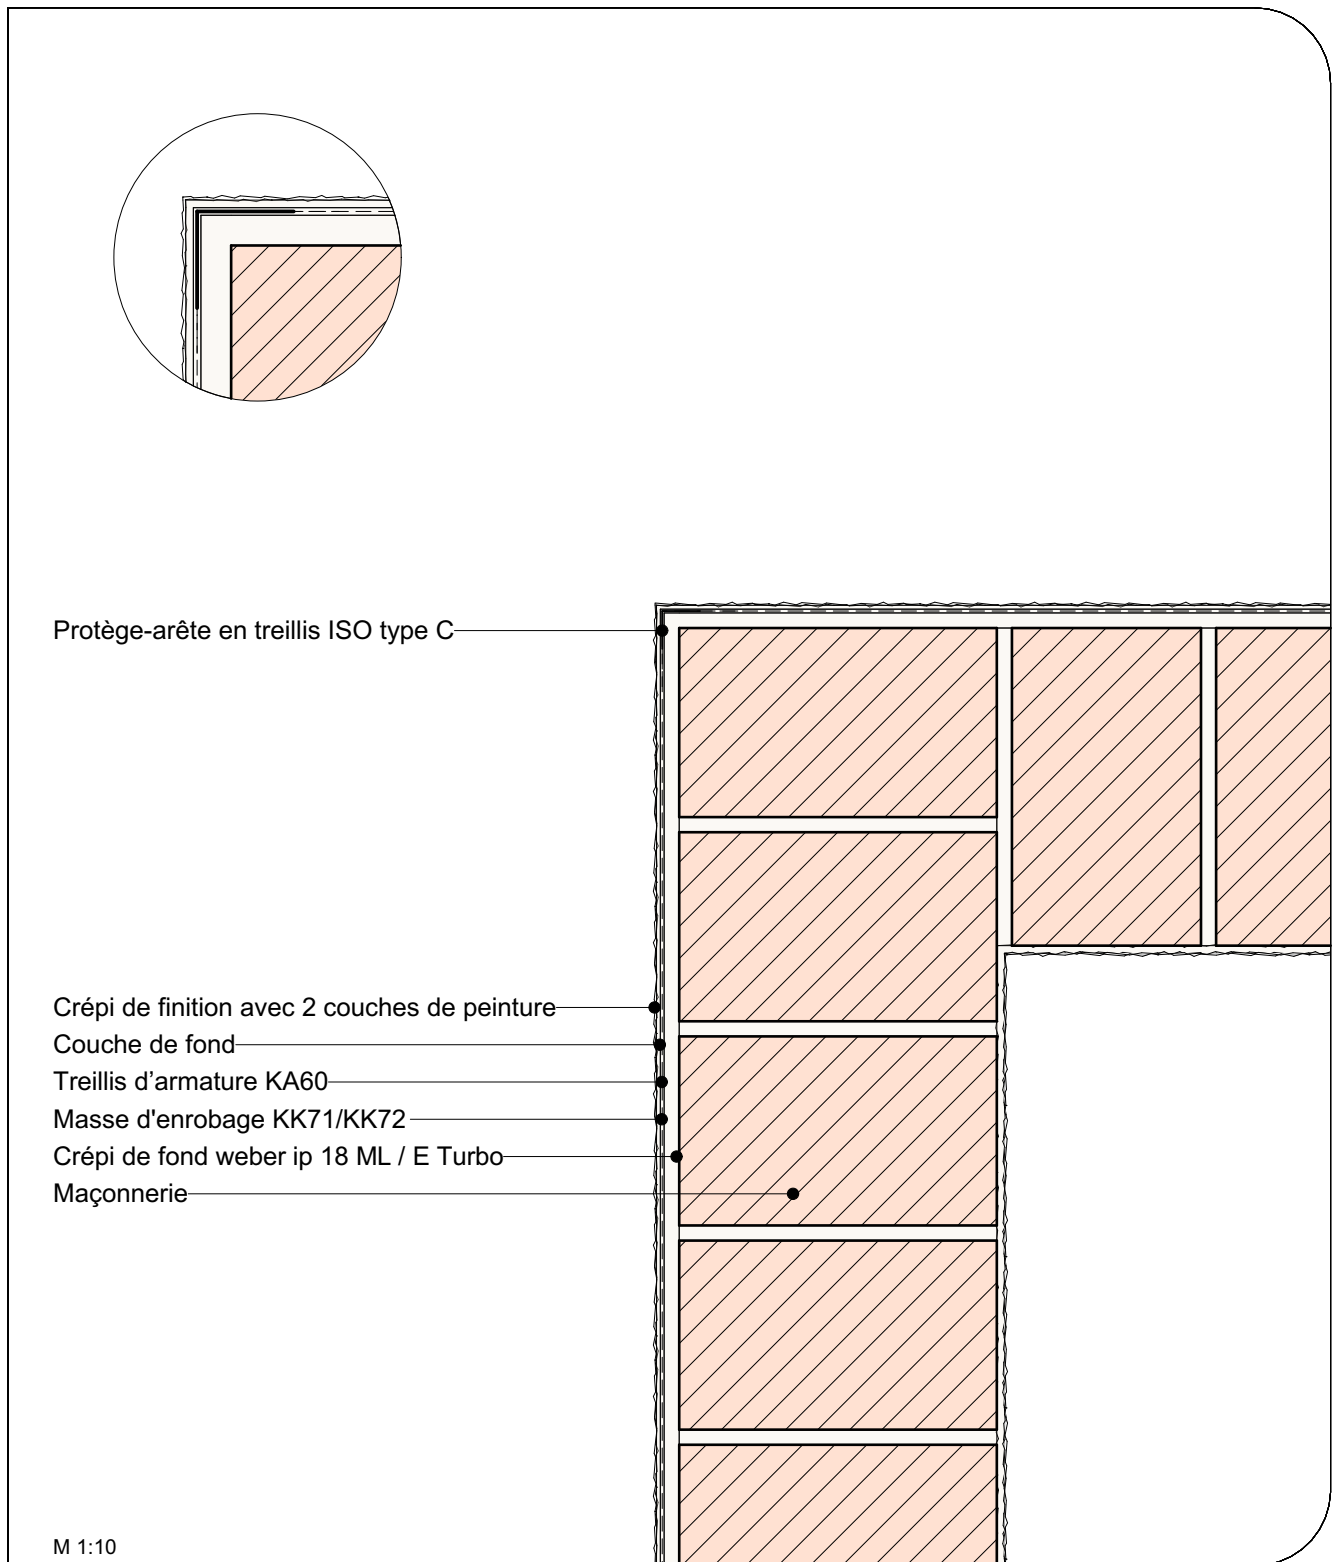 Protège-arête en treillis ISO type C
Crépi de finition avec 2 couches de peinture
Couche de fond
Treillis d’armature KA60
Masse d'enrobage KK71/KK72
Crépi de fond weber ip 18 ML / E Turbo
Maçonnerie
M 1:10